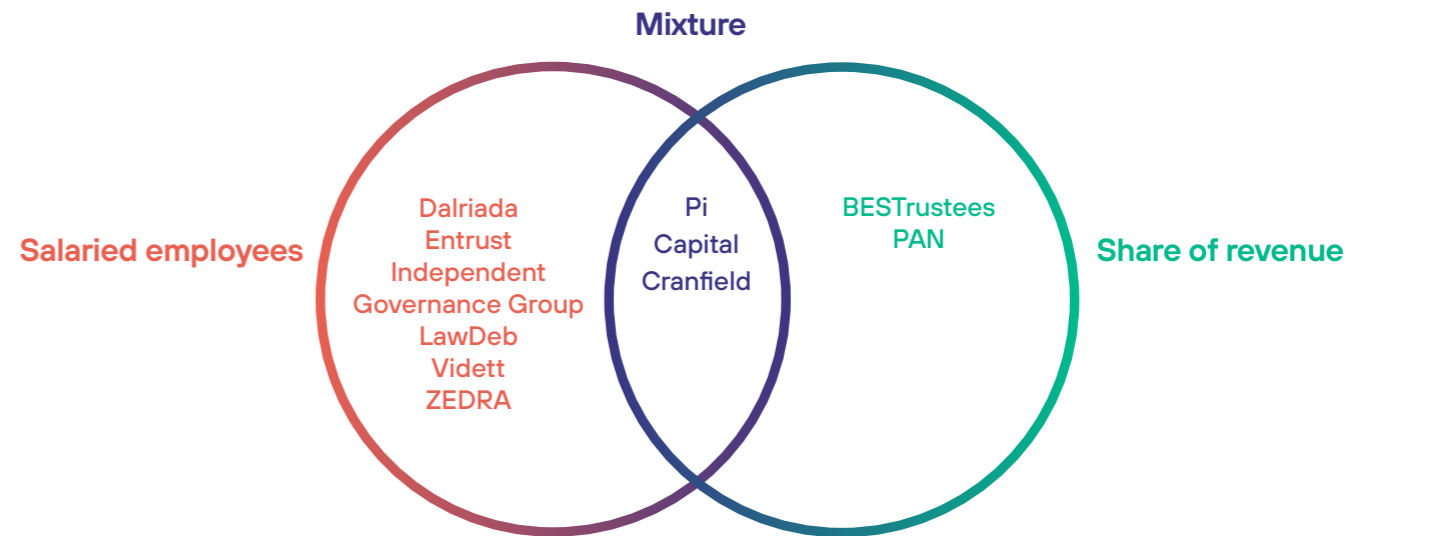 Mixture
Salaried employees
Dalriada
Entrust
Independent
Governance Group
LawDeb
Vidett
ZEDRA
Pi
Capital
Cranfield
BESTrustees
PAN
Share of revenue